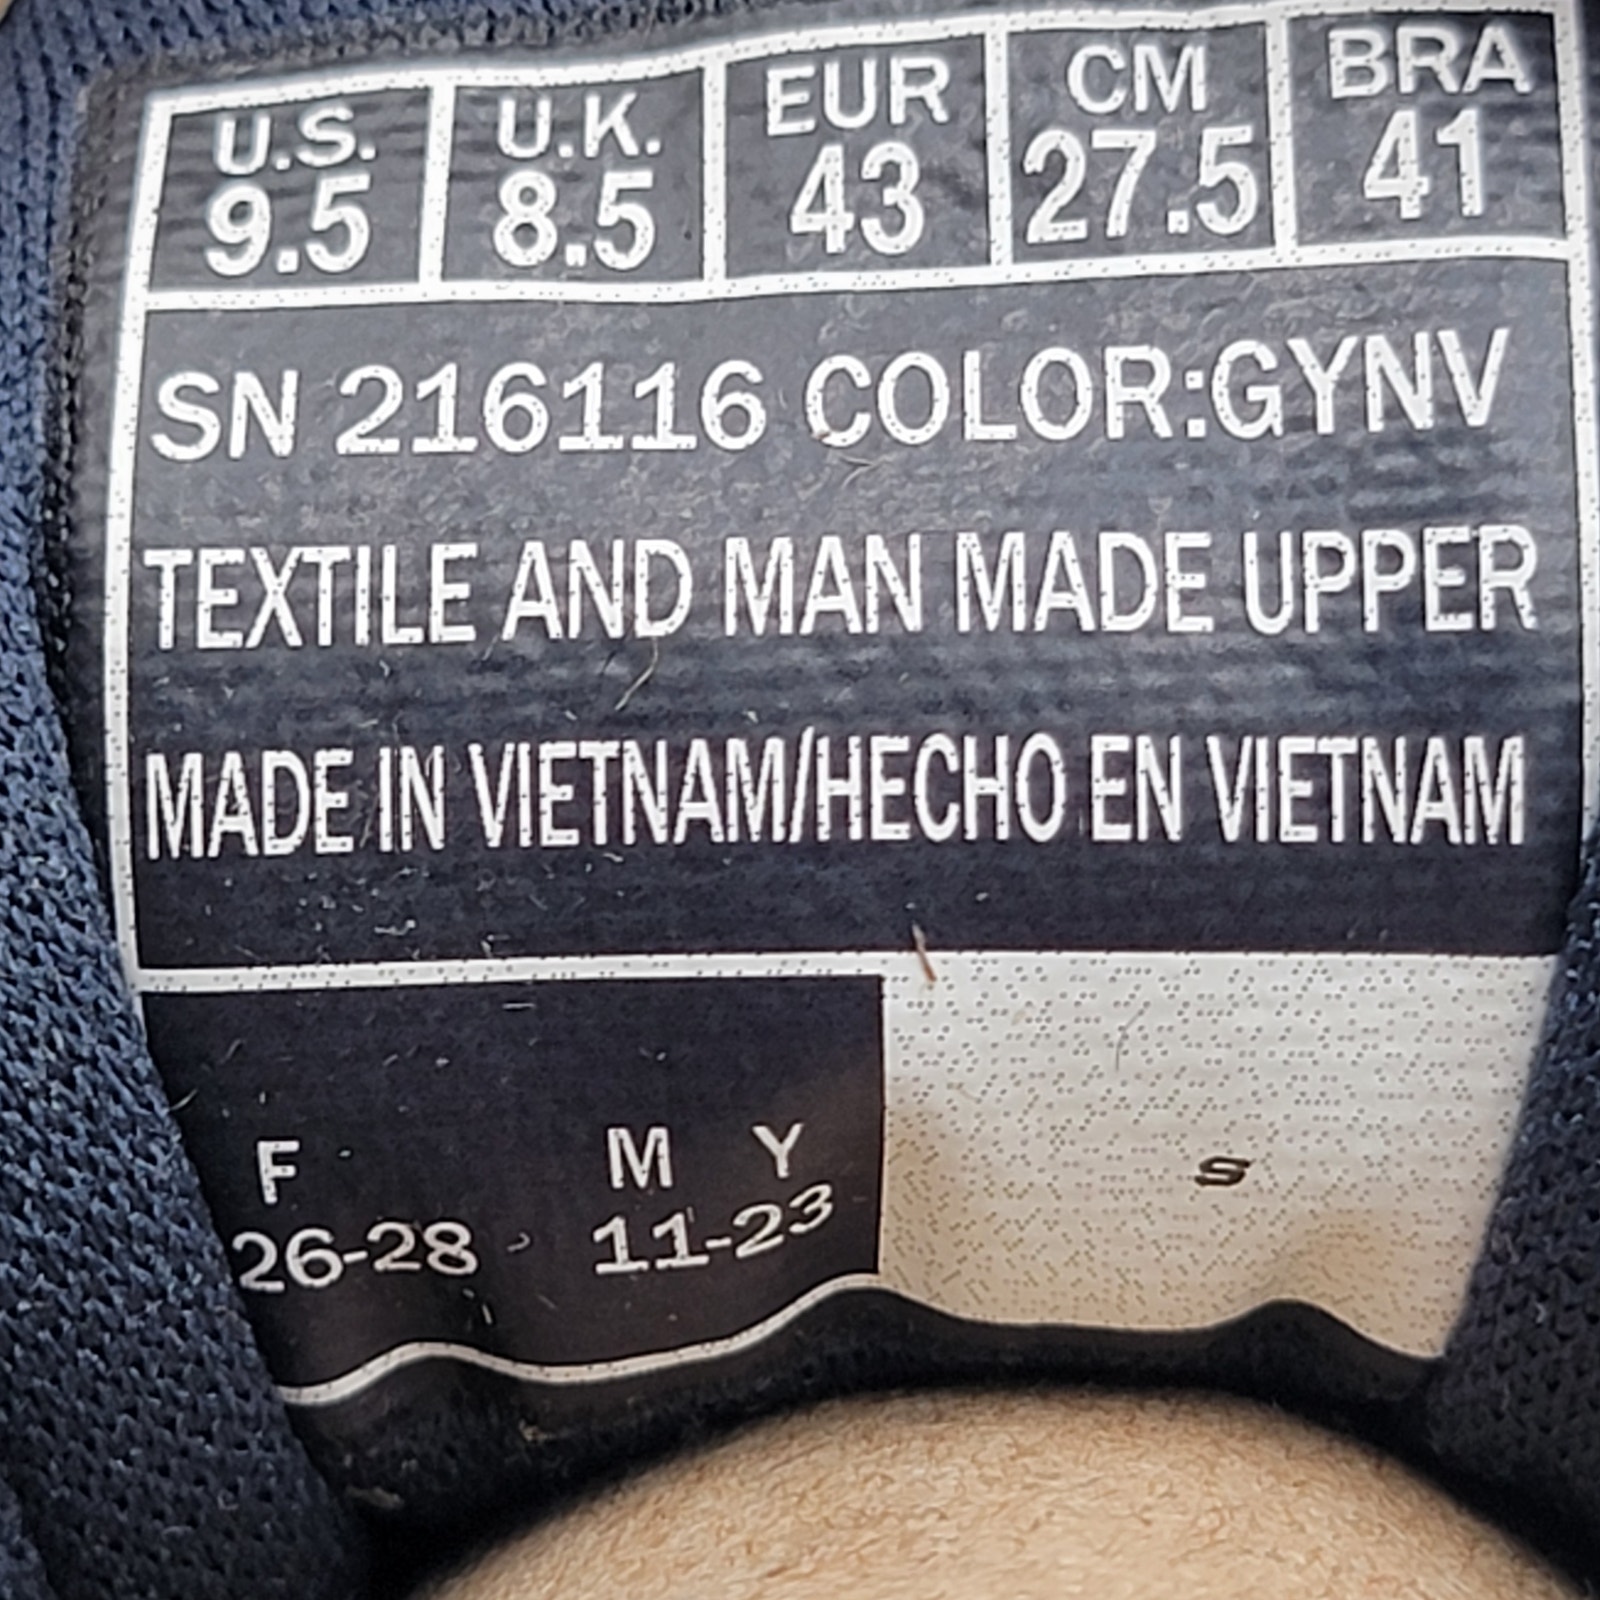 U.S. U.K. EUR CM BRA
9.5 8.5 43 27.5 41
SN 216116 COLOR:GYNV
TEXTILE AND MAN MADE UPPER
MADE IN VIETNAM/HECHO EN VIETNAM
F M Y
26-28 11-23
S